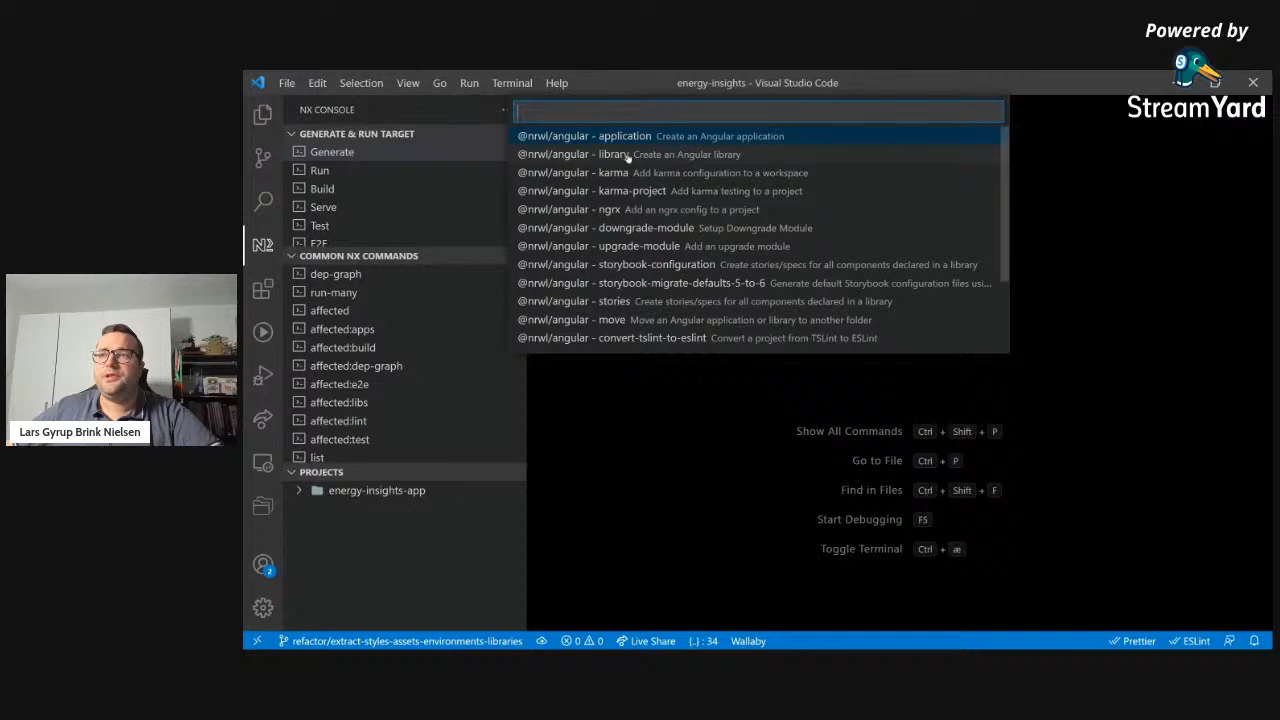 Powered by
StreamYard
File Edit Selection View Go Run Terminal Help
energy-insights - Visual Studio Code
NX CONSOLE
GENERATE & RUN TARGET
Generate
Run
Build
Serve
Test
E2E
COMMON NX COMMANDS
dep-graph
run-many
affected
affected:apps
affected:build
affected:dep-graph
affected:e2e
affected:libs
affected:lint
affected:test
list
PROJECTS
energy-insights-app
@nrwl/angular - application Create an Angular application
@nrwl/angular - library Create an Angular library
@nrwl/angular - karma Add karma configuration to a workspace
@nrwl/angular - karma-project Add karma testing to a project
@nrwl/angular - ngrx Add an ngrx config to a project
@nrwl/angular - downgrade-module Setup Downgrade Module
@nrwl/angular - upgrade-module Add an upgrade module
@nrwl/angular - storybook-configuration Create stories/specs for all components declared in a library
@nrwl/angular - storybook-migrate-defaults-5-to-6 Generate default Storybook configuration files usi...
@nrwl/angular - stories Create stories/specs for all components declared in a library
@nrwl/angular - move Move an Angular application or library to another folder
@nrwl/angular - convert-tslint-to-eslint Convert a project from TSLint to ESLint
Show All Commands Ctrl + Shift + P
Go to File Ctrl + P
Find in Files Ctrl + Shift + F
Start Debugging F5
Toggle Terminal Ctrl + æ
Lars Gyrup Brink Nielsen
2
refactor/extract-styles-assets-environments-libraries 0 0 Live Share {..} : 34 Wallaby Prettier ESLint